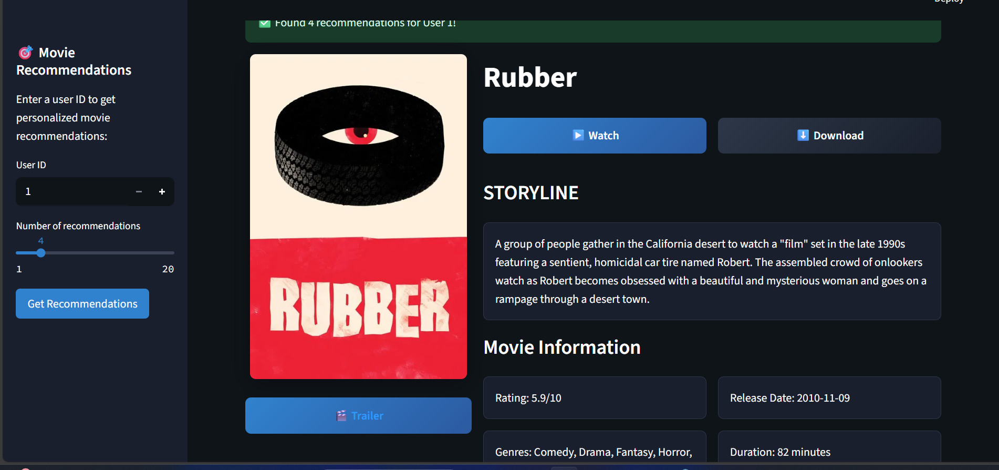 Deploy
🎯 Movie
Recommendations
Enter a user ID to get
personalized movie
recommendations:
User ID
1
Number of recommendations
4
1 20
Get Recommendations
✅ Found 4 recommendations for User 1!
RUBBER
🎬 Trailer
Rubber
▶️ Watch ⬇️ Download
STORYLINE
A group of people gather in the California desert to watch a "film" set in the late 1990s
featuring a sentient, homicidal car tire named Robert. The assembled crowd of onlookers
watch as Robert becomes obsessed with a beautiful and mysterious woman and goes on a
rampage through a desert town.
Movie Information
Rating: 5.9/10 Release Date: 2010-11-09
Genres: Comedy, Drama, Fantasy, Horror, Duration: 82 minutes